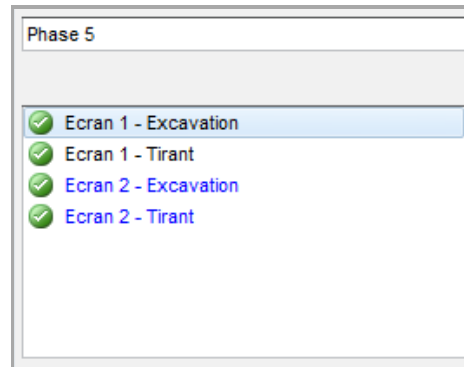 Phase 5
Ecran 1 - Excavation
Ecran 1 - Tirant
Ecran 2 - Excavation
Ecran 2 - Tirant